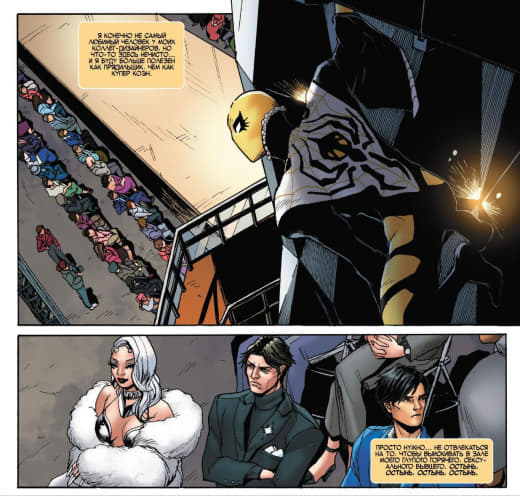 Я КОНЕЧНО НЕ САМЫЙ
ЛЮБИМЫЙ ЧЕЛОВЕК У МОИХ
КОЛЛЕГ-ДИЗАЙНЕРОВ. НО
ЧТО-ТО ЗДЕСЬ НЕЧИСТО...
И Я БУДУ БОЛЬШЕ ПОЛЕЗЕН
КАК ПРЯДИЛЬЩИК, ЧЕМ КАК
КУПЕР КОЭН.
ПРОСТО НУЖНО... НЕ ОТВЛЕКАТЬСЯ
НА ТО, ЧТОБЫ ВЫИСКИВАТЬ В ЗАЛЕ
МОЕГО ГЛУПОГО ГОРЯЧЕГО, СЕКСУ-
АЛЬНОГО БЫВШЕГО. ОСТЫНЬ.
ОСТЫНЬ, ОСТЫНЬ, ОСТЫНЬ.